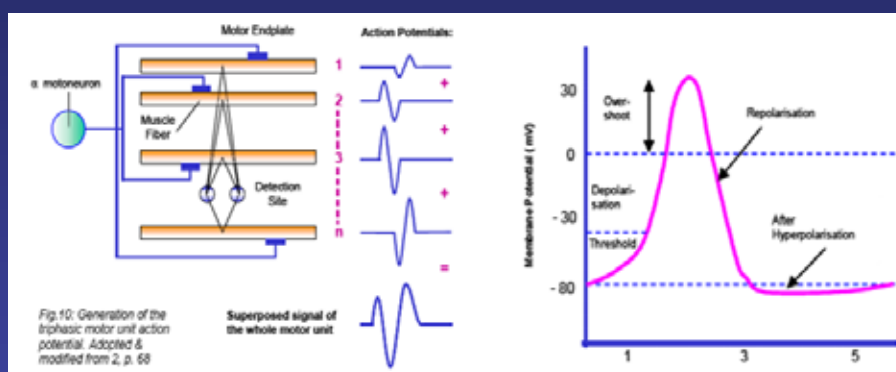 Motor Endplate
α motoneuron
Muscle
Fiber
Detection
Site
Action Potentials:
1
+
2
+
3
+
n
=
Superposed signal of
the whole motor unit
Fig.10: Generation of the
triphasic motor unit action
potential. Adopted &
modified from 2, p. 68
Membrane Potential ( mV)
30
0
- 30
- 80
Over-
shoot
Depolari-
sation
Threshold
Repolarisation
After
Hyperpolarisation
1
3
5